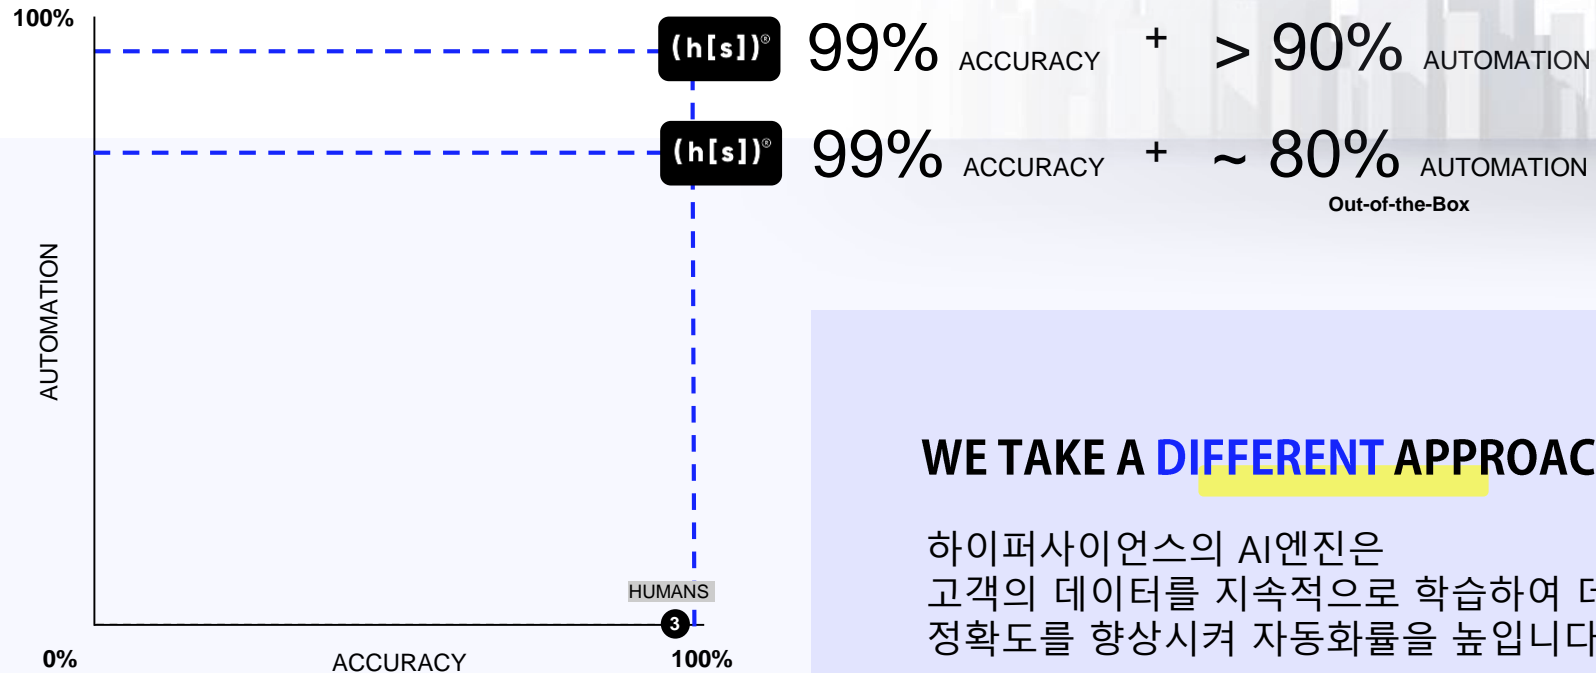 100%
(h[s])® 99% ACCURACY + > 90% AUTOMATION
(h[s])® 99% ACCURACY + ~ 80% AUTOMATION
Out-of-the-Box
AUTOMATION
WE TAKE A DIFFERENT APPROAC
하이퍼사이언스의 AI엔진은
고객의 데이터를 지속적으로 학습하여
정확도를 향상시켜 자동화률을 높입니다
HUMANS
3
0% ACCURACY 100%